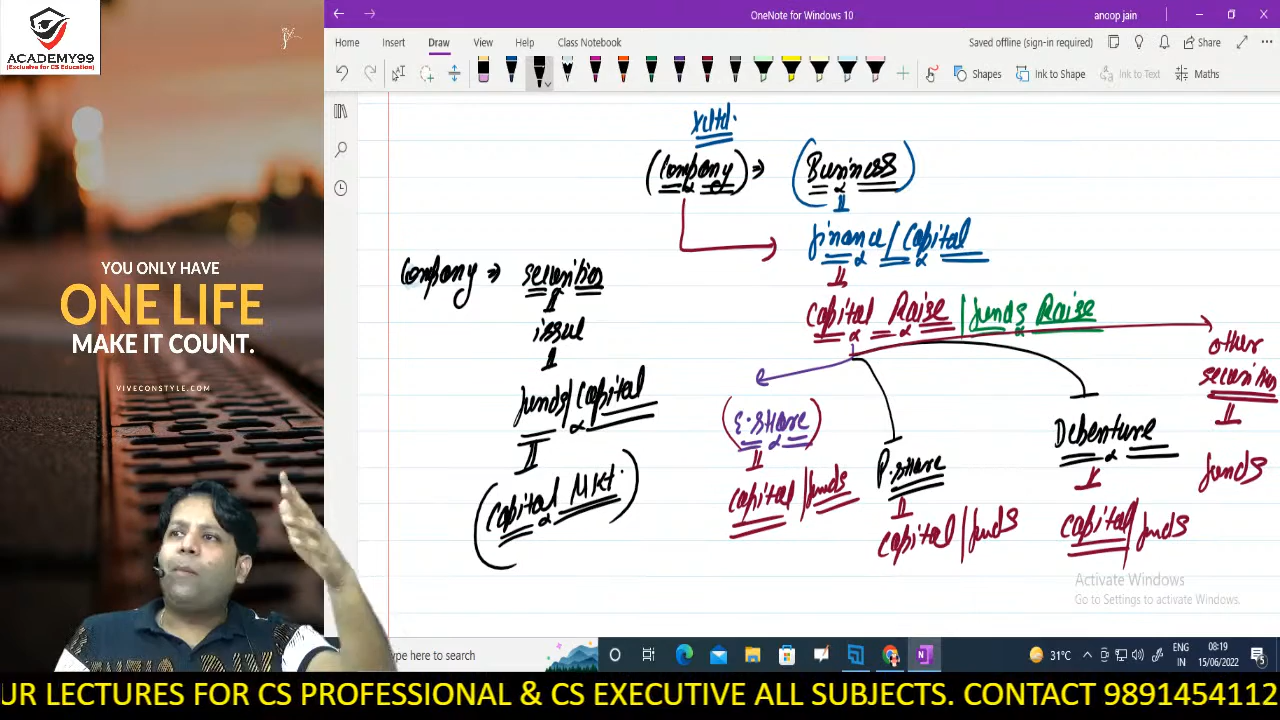 ACADEMY99
(Exclusive for CS Education)
YOU ONLY HAVE
ONE LIFE
MAKE IT COUNT.
VIVECONSTYLE.COM
OneNote for Windows 10
anoop jain
Home Insert Draw View Help Class Notebook
Saved offline (sign-in required)
Share
Shapes
Ink to Shape
Ink to Text
Maths
X Ltd.
(Company) ⇒ (Business)
finance/Capital
Capital Raise | funds Raise
E. Share
capital/funds
P. Share
capital/funds
Debenture
capital/funds
other
securities
funds
Company ⇒ securities
issue
funds/Capital
(Capital Mkt.)
Activate Windows
Go to Settings to activate Windows.
pe here to search
31°C
ENG
IN
08:19
15/06/2022
5
UR LECTURES FOR CS PROFESSIONAL & CS EXECUTIVE ALL SUBJECTS. CONTACT 9891454112